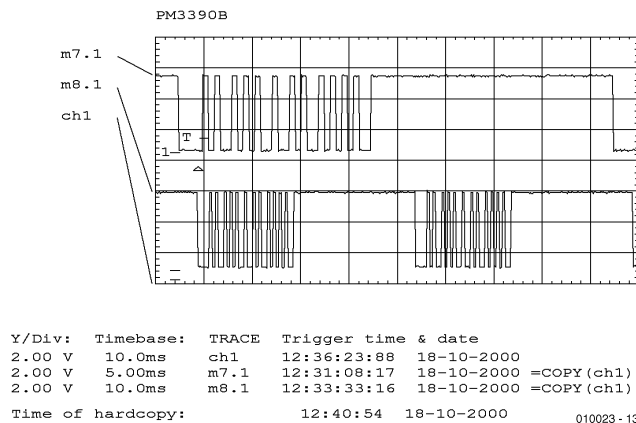 PM3390B
m7.1
m8.1
ch1
T
1
Y/Div: Timebase: TRACE Trigger time & date
2.00 V 10.0ms ch1 12:36:23:88 18-10-2000
2.00 V 5.00ms m7.1 12:31:08:17 18-10-2000 =COPY(ch1)
2.00 V 10.0ms m8.1 12:33:33:16 18-10-2000 =COPY(ch1)
Time of hardcopy: 12:40:54 18-10-2000
010023 - 13